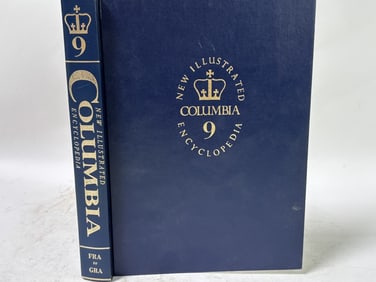 9
NEW ILLUSTRATED
COLUMBIA
ENCYCLOPEDIA
FRA
to
GRA
NEW ILLUSTRATED
COLUMBIA
9
ENCYCLOPEDIA